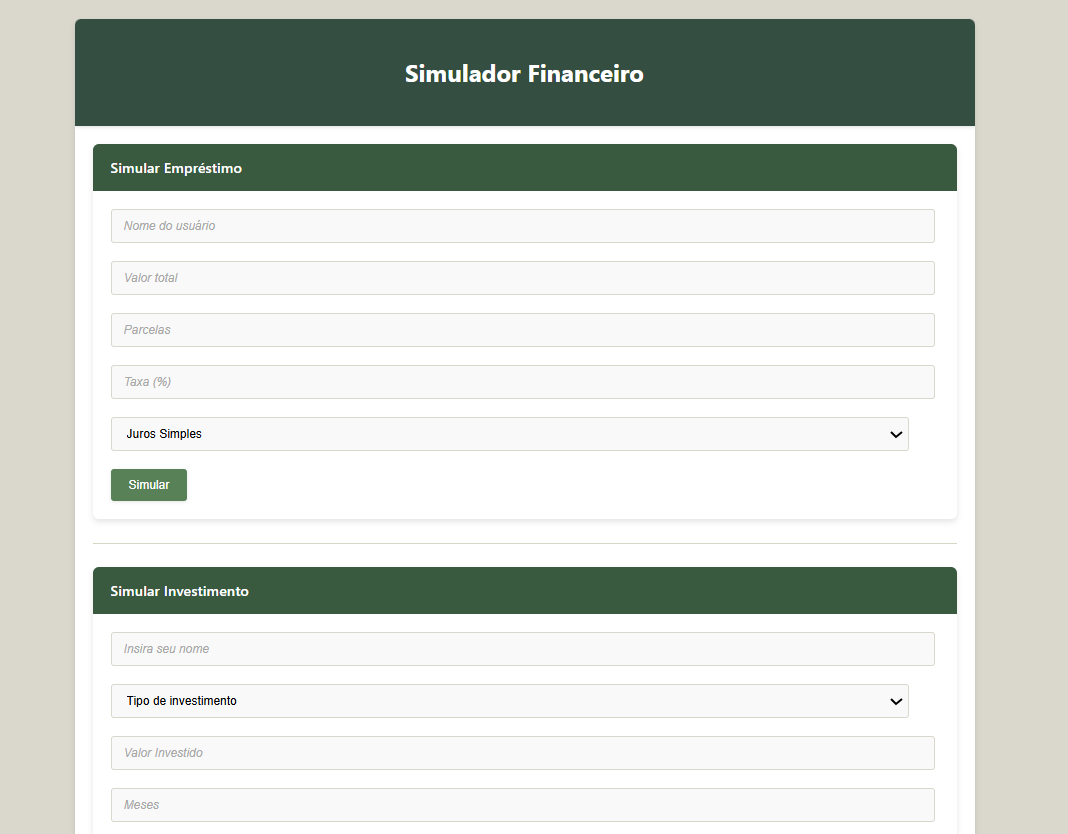 Simulador Financeiro
Simular Empréstimo
Nome do usuário
Valor total
Parcelas
Taxa (%)
Juros Simples
Simular
Simular Investimento
Insira seu nome
Tipo de investimento
Valor Investido
Meses